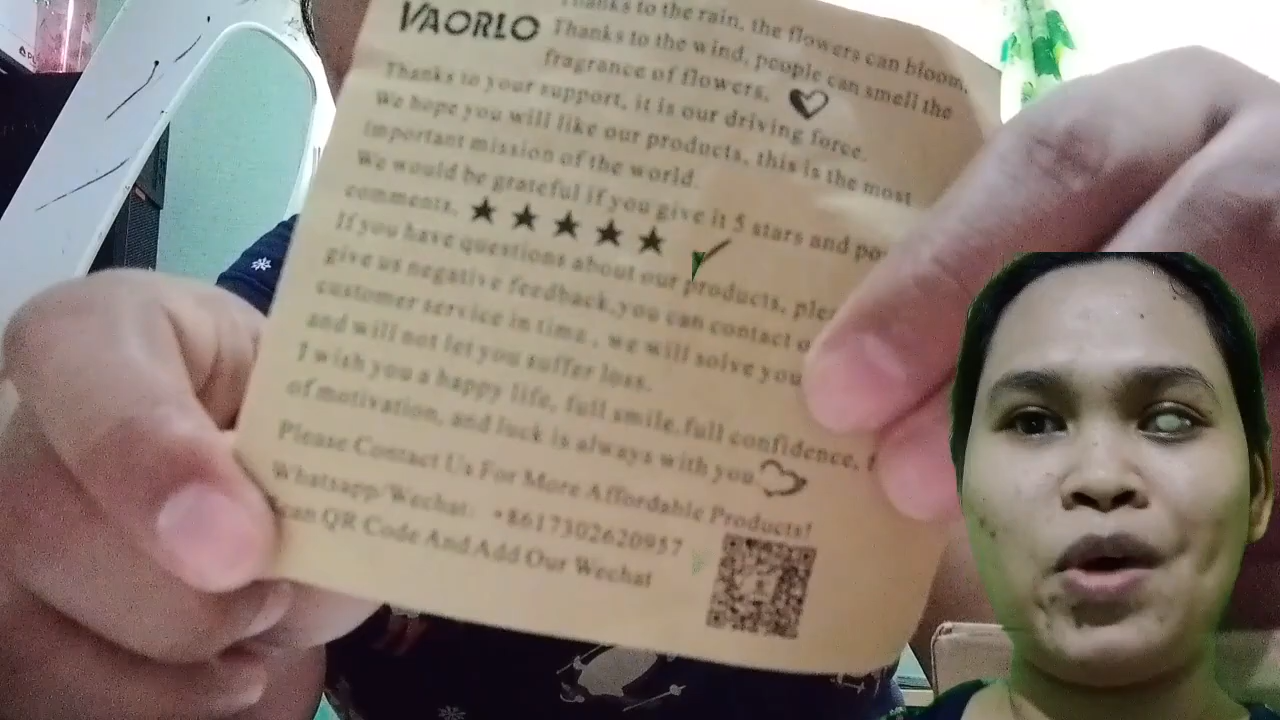 VAORLO
Thanks to the rain, the flowers can bloom.
Thanks to the wind, people can smell the
fragrance of flowers.
Thanks to your support, it is our driving force.
We hope you will like our products, this is the most
important mission of the world.
We would be grateful if you give it 5 stars and
comments.
If you have questions about our products,
give us negative feedback,you can contact
customer service in time, we will solve
and will not let you suffer loss.
I wish you a happy life, full smile,full confidence,
of motivation, and luck is always with you
Please Contact Us For More Affordable Products!
Whatsapp/Wechat: +8617302620957
QR Code And Add Our Wechat